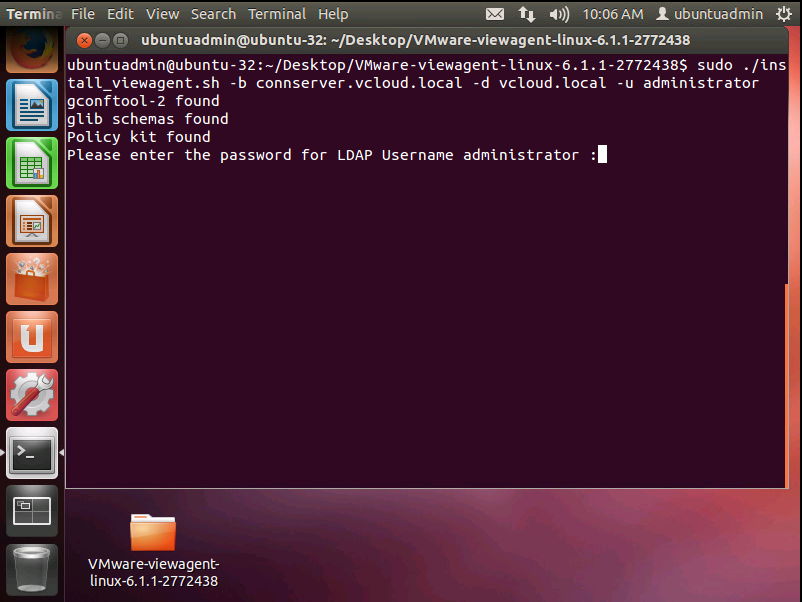 Termina File Edit View Search Terminal Help 10:06 AM ubuntuadmin
ubuntuadmin@ubuntu-32: ~/Desktop/VMware-viewagent-linux-6.1.1-2772438
ubuntuadmin@ubuntu-32:~/Desktop/VMware-viewagent-linux-6.1.1-2772438$ sudo ./ins
tall_viewagent.sh -b connserver.vcloud.local -d vcloud.local -u administrator
gconftool-2 found
glib schemas found
Policy kit found
Please enter the password for LDAP Username administrator :
VMware-viewagent-
linux-6.1.1-2772438